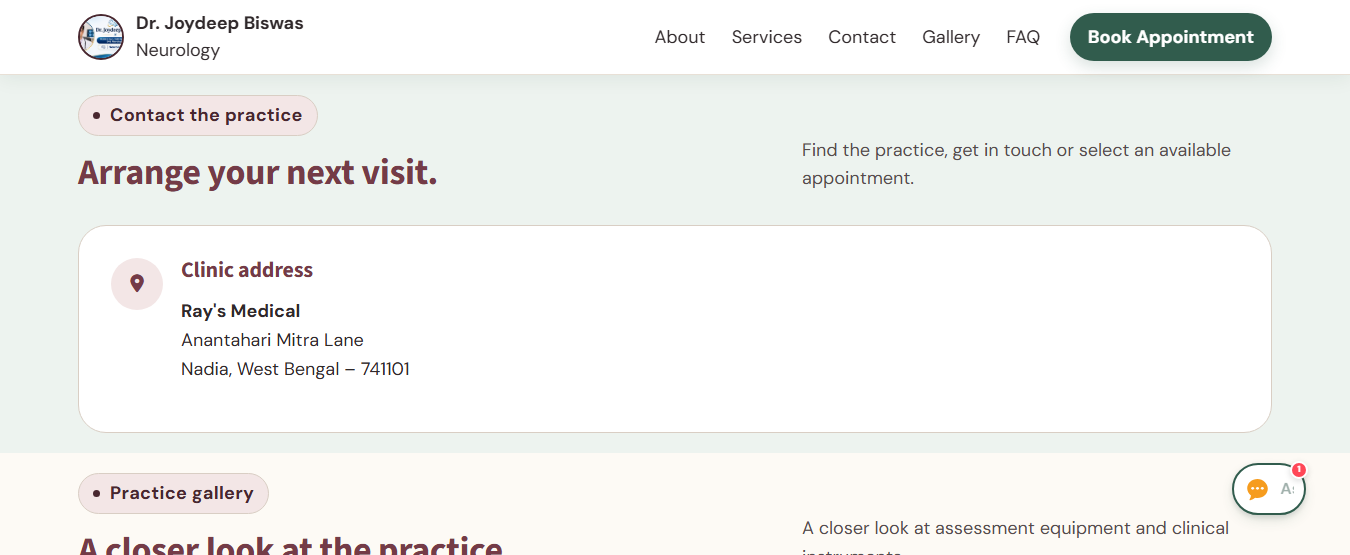 Dr. Joydeep Biswas
Neurology
About
Services
Contact
Gallery
FAQ
Book Appointment
Contact the practice
Arrange your next visit.
Find the practice, get in touch or select an available
appointment.
Clinic address
Ray's Medical
Anantahari Mitra Lane
Nadia, West Bengal – 741101
Practice gallery
A closer look at the practice
A closer look at assessment equipment and clinical
1